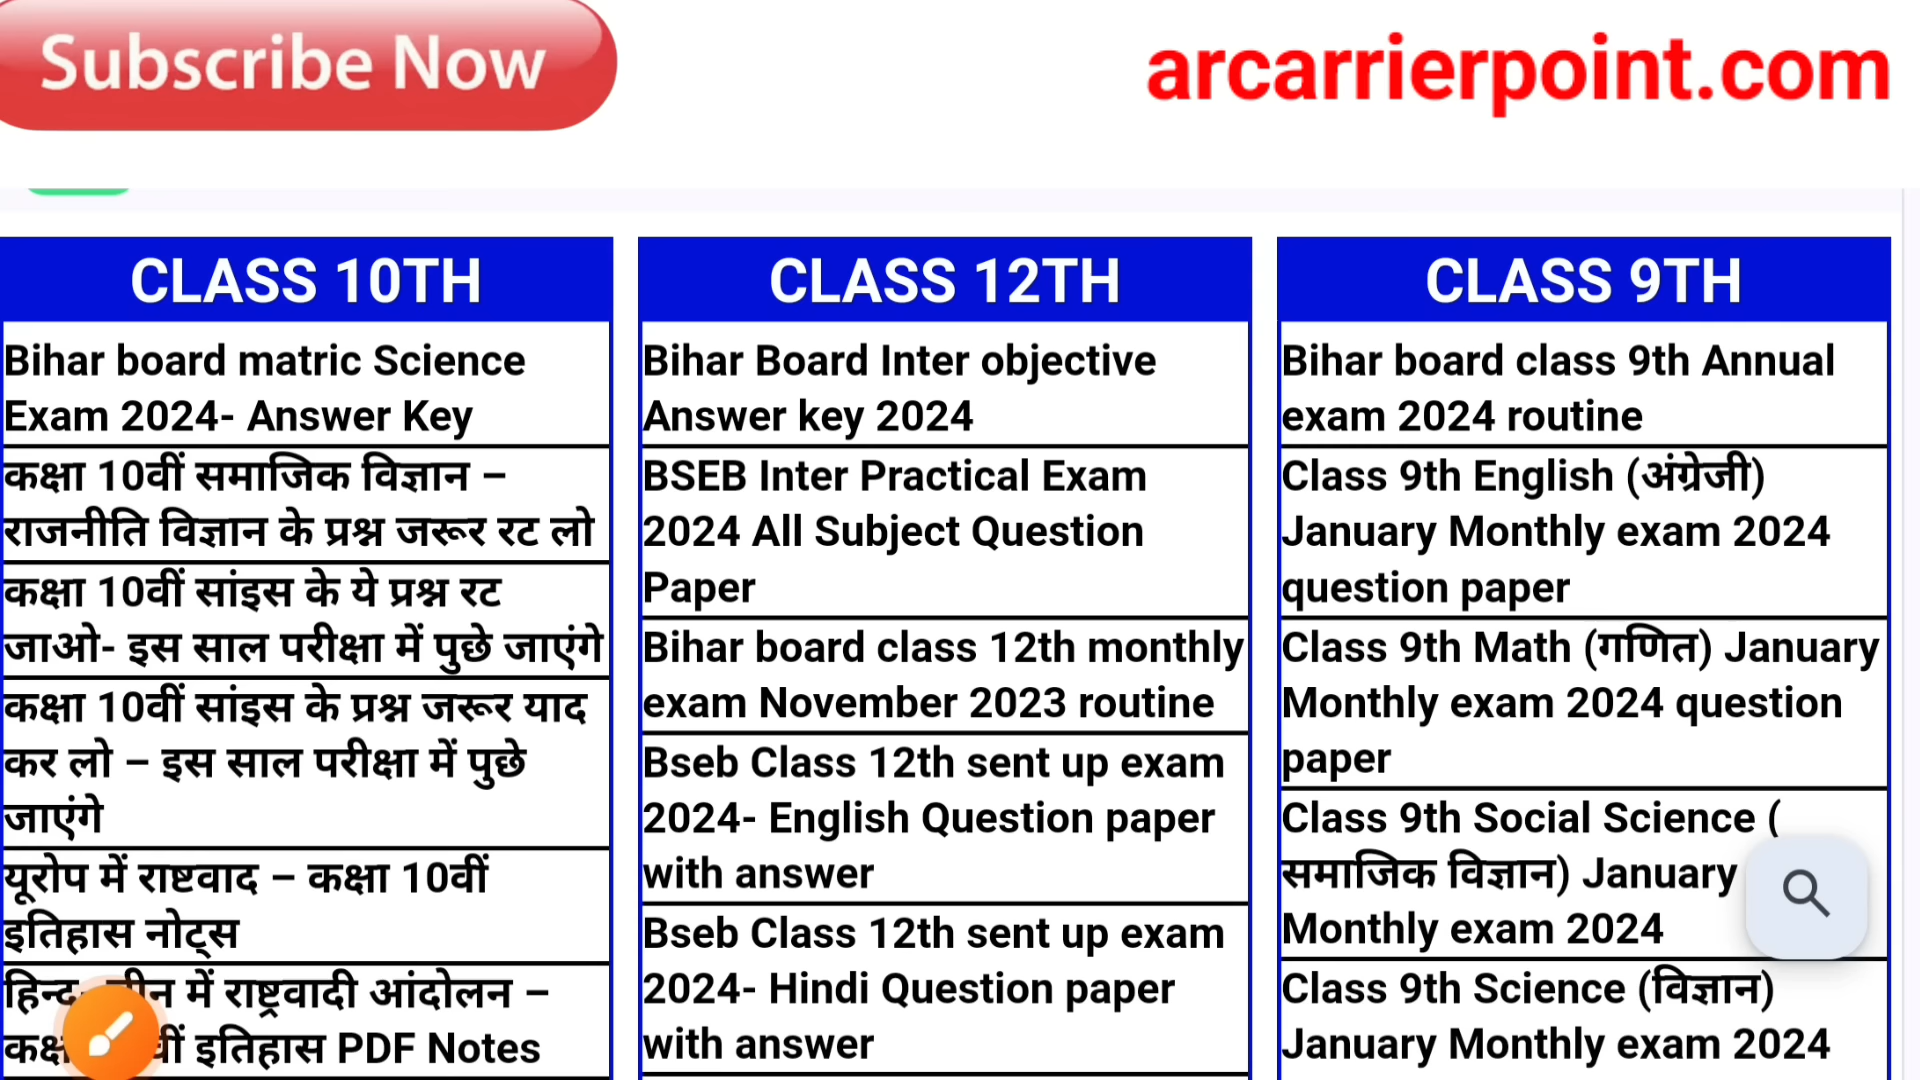 Subscribe Now
arcarrierpoint.com
CLASS 10TH
Bihar board matric Science
Exam 2024- Answer Key
कक्षा 10वीं समाजिक विज्ञान –
राजनीति विज्ञान के प्रश्न जरूर रट लो
कक्षा 10वीं सांइस के ये प्रश्न रट
जाओ- इस साल परीक्षा में पुछे जाएंगे
कक्षा 10वीं सांइस के प्रश्न जरूर याद
कर लो – इस साल परीक्षा में पुछे
जाएंगे
यूरोप में राष्टवाद – कक्षा 10वीं
इतिहास नोट्स
में राष्ट्रवादी आंदोलन –
इतिहास PDF Notes
CLASS 12TH
Bihar Board Inter objective
Answer key 2024
BSEB Inter Practical Exam
2024 All Subject Question
Paper
Bihar board class 12th monthly
exam November 2023 routine
Bseb Class 12th sent up exam
2024- English Question paper
with answer
Bseb Class 12th sent up exam
2024- Hindi Question paper
with answer
CLASS 9TH
Bihar board class 9th Annual
exam 2024 routine
Class 9th English (अंग्रेजी)
January Monthly exam 2024
question paper
Class 9th Math (गणित) January
Monthly exam 2024 question
paper
Class 9th Social Science (
समाजिक विज्ञान) January
Monthly exam 2024
Class 9th Science (विज्ञान)
January Monthly exam 2024